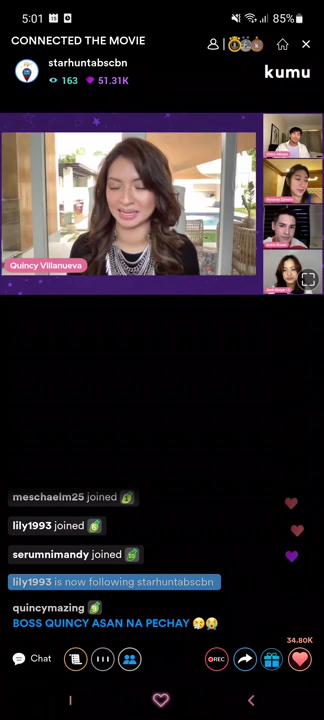 5:01
85%
CONNECTED THE MOVIE
starhuntabscbn
163 51.31K
kumu
Quincy Villanueva
meschaelm25 joined
lily1993 joined
serumnimandy joined
lily1993 is now following starhuntabscbn
quincymazing
BOSS QUINCY ASAN NA PECHAY
34.80K
Chat
REC